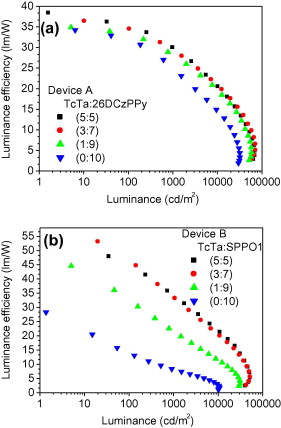 40
35
30
25
20
15
10
5
0
Luminance efficiency (lm/W)
(a)
Device A
TcTa:26DCzPPy
(5:5)
(3:7)
(1:9)
(0:10)
1 10 100 1000 10000 100000
Luminance (cd/m²)
55
50
45
40
35
30
25
20
15
10
5
0
Luminance efficiency (lm/W)
(b)
Device B
TcTa:SPPO1
(5:5)
(3:7)
(1:9)
(0:10)
1 10 100 1000 10000 100000
Luminance (cd/m²)